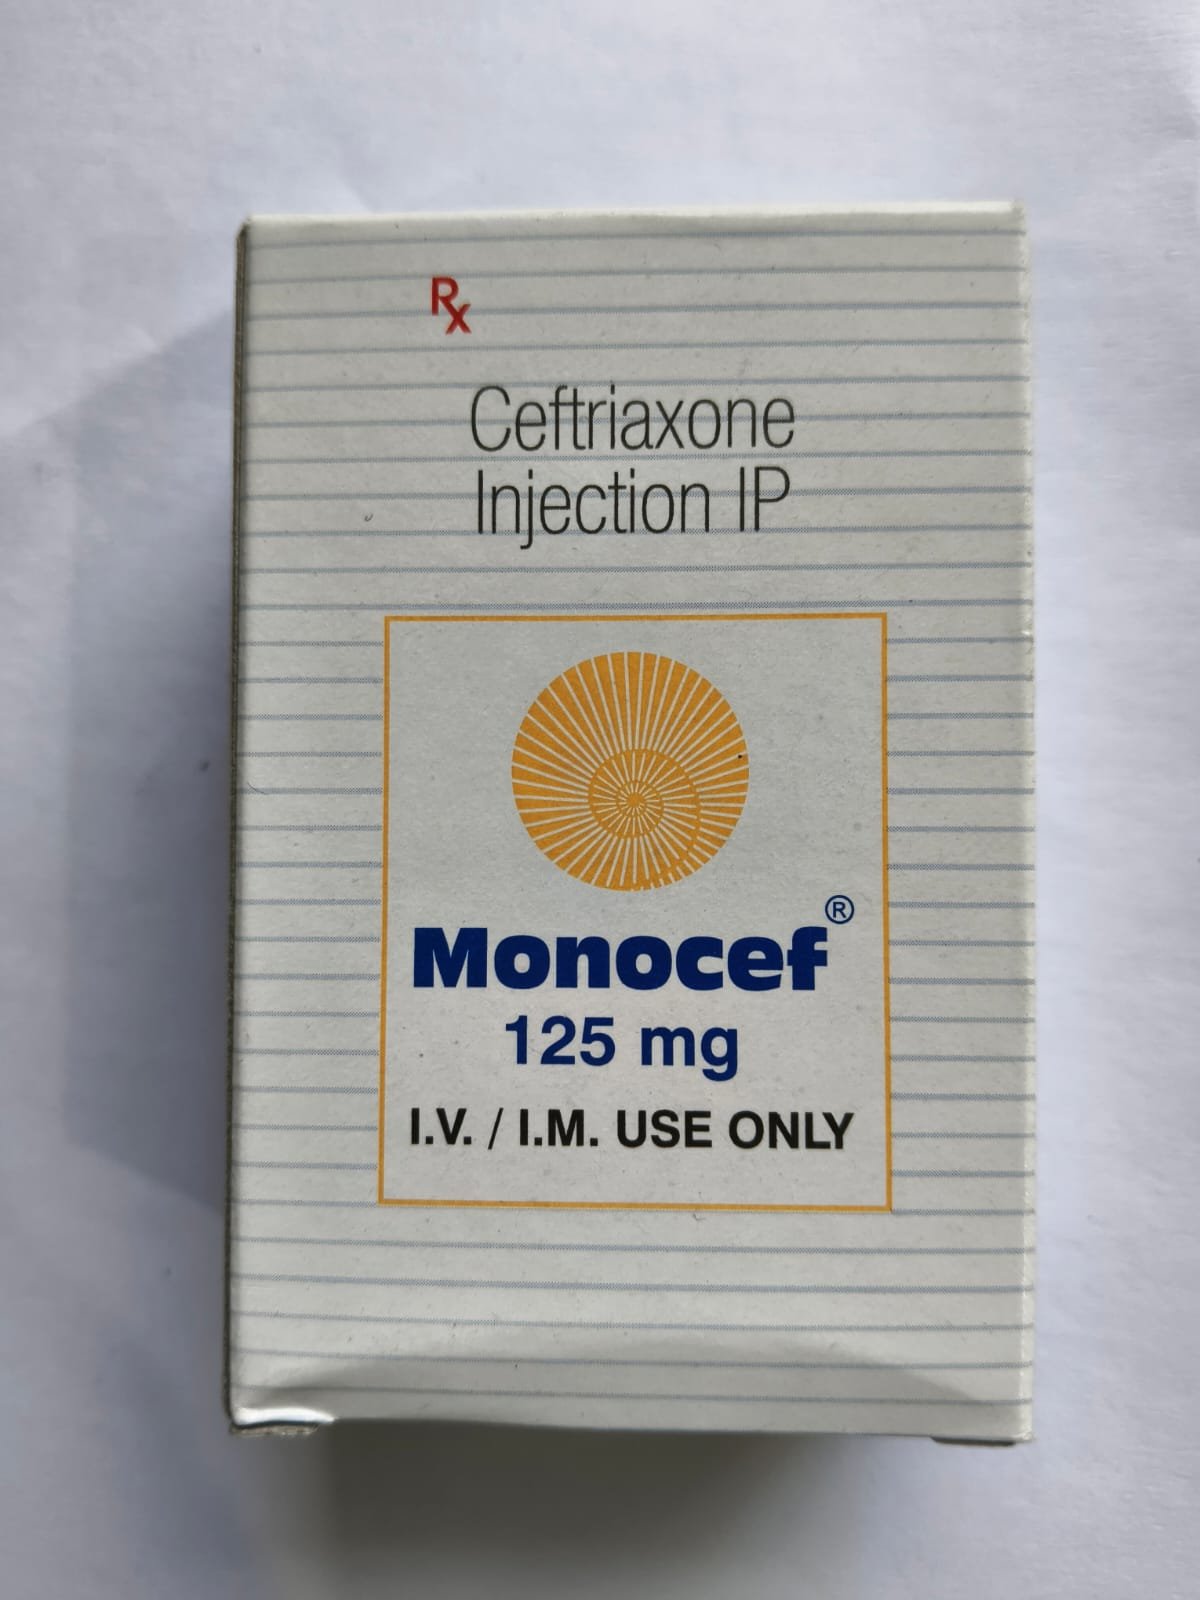 Rx
Ceftriaxone
Injection IP
Monocef®
125 mg
I.V. / I.M. USE ONLY